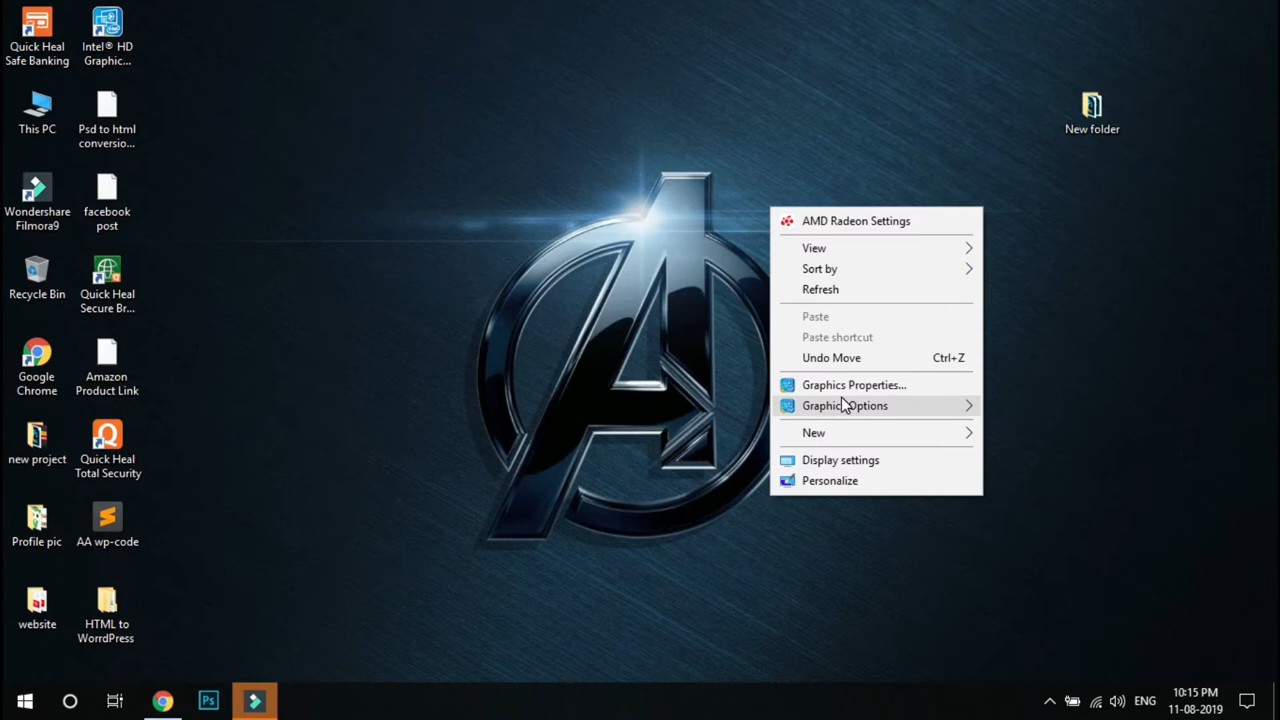 Quick Heal
Safe Banking
Intel® HD
Graphic...
This PC
Psd to html
conversio...
Wondershare
Filmora9
facebook
post
Recycle Bin
Quick Heal
Secure Br...
Google
Chrome
Amazon
Product Link
new project
Quick Heal
Total Security
Profile pic
AA wp-code
website
HTML to
WorrdPress
New folder
AMD Radeon Settings
View
Sort by
Refresh
Paste
Paste shortcut
Undo Move Ctrl+Z
Graphics Properties...
Graphics Options
New
Display settings
Personalize
Ps
ENG
10:15 PM
11-08-2019